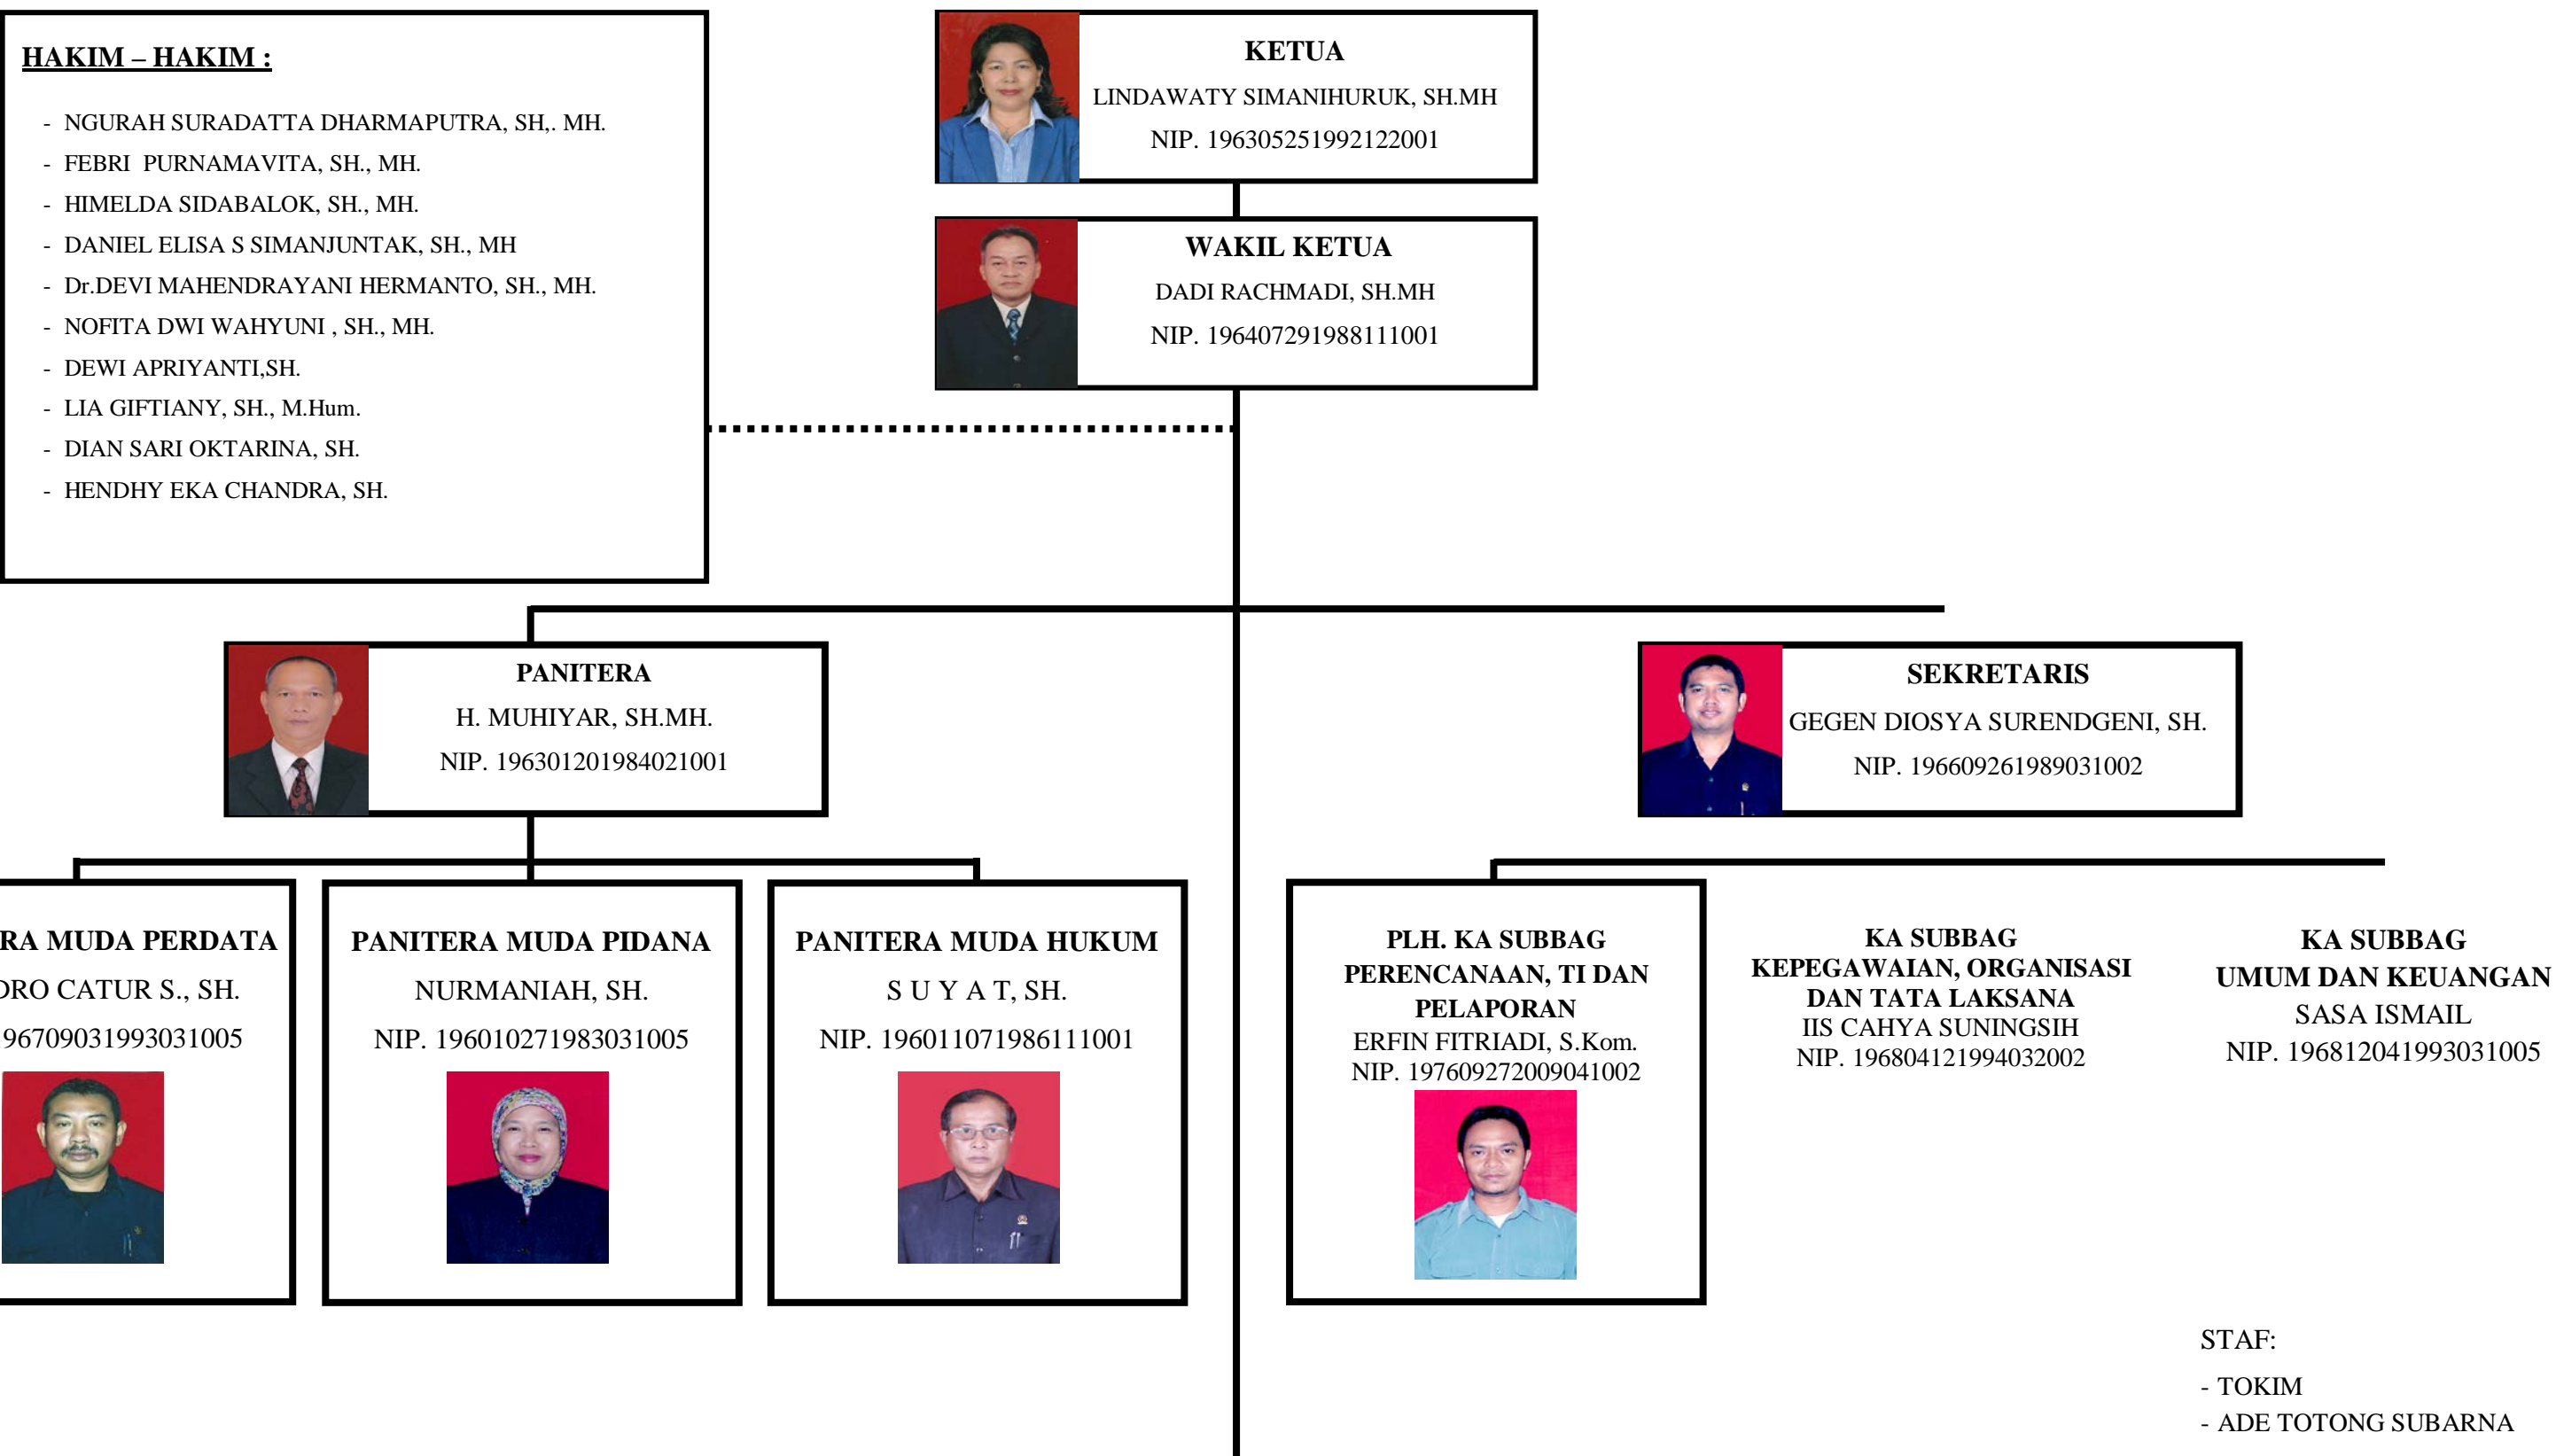 HAKIM – HAKIM :
- NGURAH SURADATTA DHARMAPUTRA, SH,. MH.
- FEBRI PURNAMAVITA, SH., MH.
- HIMELDA SIDABALOK, SH., MH.
- DANIEL ELISA S SIMANJUNTAK, SH., MH
- Dr.DEVI MAHENDRAYANI HERMANTO, SH., MH.
- NOFITA DWI WAHYUNI , SH., MH.
- DEWI APRIYANTI,SH.
- LIA GIFTIANY, SH., M.Hum.
- DIAN SARI OKTARINA, SH.
- HENDHY EKA CHANDRA, SH.
KETUA
LINDAWATY SIMANIHURUK, SH.MH
NIP. 196305251992122001
WAKIL KETUA
DADI RACHMADI, SH.MH
NIP. 196407291988111001
PANITERA
H. MUHIYAR, SH.MH.
NIP. 196301201984021001
SEKRETARIS
GEGEN DIOSYA SURENDGENI, SH.
NIP. 196609261989031002
RA MUDA PERDATA
DRO CATUR S., SH.
96709031993031005
PANITERA MUDA PIDANA
NURMANIAH, SH.
NIP. 196010271983031005
PANITERA MUDA HUKUM
S U Y A T, SH.
NIP. 196011071986111001
PLH. KA SUBBAG
PERENCANAAN, TI DAN
PELAPORAN
ERFIN FITRIADI, S.Kom.
NIP. 197609272009041002
KA SUBBAG
KEPEGAWAIAN, ORGANISASI
DAN TATA LAKSANA
IIS CAHYA SUNINGSIH
NIP. 196804121994032002
KA SUBBAG
UMUM DAN KEUANGAN
SASA ISMAIL
NIP. 196812041993031005
STAF:
- TOKIM
- ADE TOTONG SUBARNA